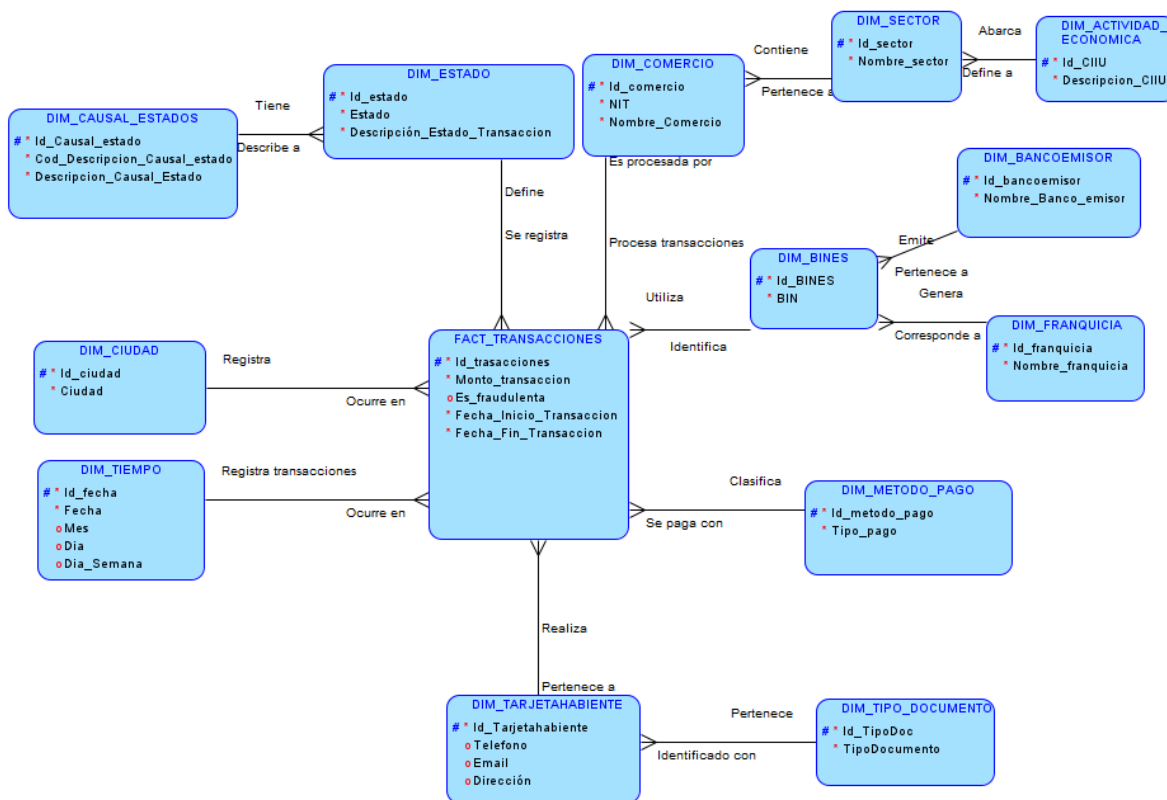 DIM_SECTOR
# * Id_sector
* Nombre_sector
Abarca
Define a
DIM_ACTIVIDAD_
ECONOMICA
# * Id_CIIU
* Descripcion_CIIU
Contiene
Pertenece a
DIM_COMERCIO
# * Id_comercio
* NIT
* Nombre_Comercio
DIM_ESTADO
# * Id_estado
* Estado
* Descripción_Estado_Transaccion
Tiene
Describe a
DIM_CAUSAL_ESTADOS
# * Id_Causal_estado
* Cod_Descripcion_Causal_estado
* Descripcion_Causal_Estado
Es procesada por
Procesa transacciones
Define
Se registra
DIM_BANCOEMISOR
# * Id_bancoemisor
* Nombre_Banco_emisor
Emite
Pertenece a
DIM_BINES
# * Id_BINES
* BIN
Genera
Corresponde a
DIM_FRANQUICIA
# * Id_franquicia
* Nombre_franquicia
Utiliza
Identifica
FACT_TRANSACCIONES
# * Id_trasacciones
* Monto_transaccion
o Es_fraudulenta
* Fecha_Inicio_Transaccion
* Fecha_Fin_Transaccion
DIM_CIUDAD
# * Id_ciudad
* Ciudad
Registra
Ocurre en
DIM_TIEMPO
# * Id_fecha
* Fecha
o Mes
o Dia
o Dia_Semana
Registra transacciones
Ocurre en
Clasifica
Se paga con
DIM_METODO_PAGO
# * Id_metodo_pago
* Tipo_pago
Realiza
Pertenece a
DIM_TARJETAHABIENTE
# * Id_Tarjetahabiente
o Telefono
o Email
o Dirección
Pertenece
Identificado con
DIM_TIPO_DOCUMENTO
# * Id_TipoDoc
* TipoDocumento